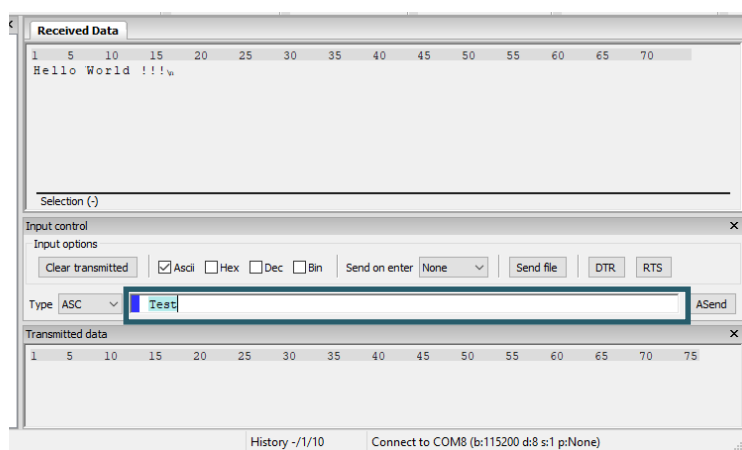 Received Data
1 5 10 15 20 25 30 35 40 45 50 55 60 65 70
Hello World !!!\n
Selection (-)
Input control
Input options
Clear transmitted Ascii Hex Dec Bin Send on enter None Send file DTR RTS
Type ASC Test ASend
Transmitted data
1 5 10 15 20 25 30 35 40 45 50 55 60 65 70 75
History -/1/10 Connect to COM8 (b:115200 d:8 s:1 p:None)